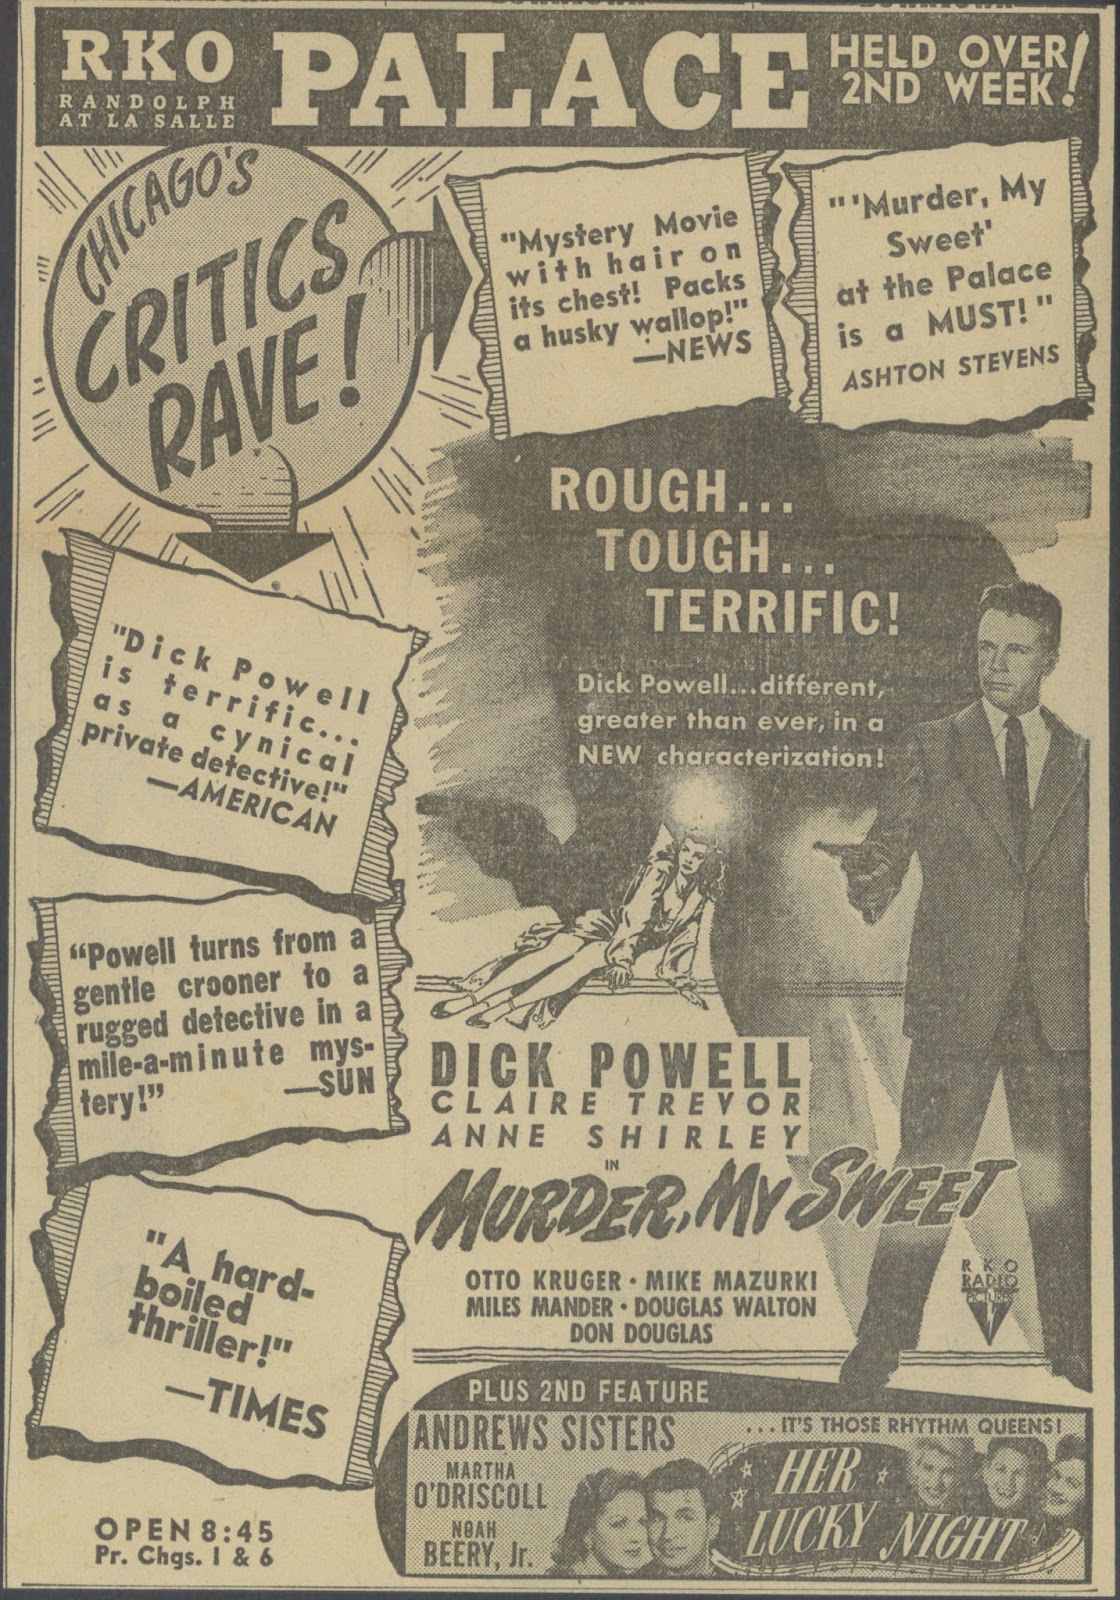 RKO
RANDOLPH
AT LA SALLE
PALACE
HELD OVER
2ND WEEK!
CHICAGO'S
CRITICS
RAVE!
"Mystery Movie
with hair on
its chest! Packs
a husky wallop!"
—NEWS
"'Murder, My
Sweet'
at the Palace
is a MUST!"
ASHTON STEVENS
ROUGH...
TOUGH...
TERRIFIC!
Dick Powell...different,
greater than ever, in a
NEW characterization!
"Dick Powell
is terrific...
as a cynical
private detective!"
—AMERICAN
"Powell turns from a
gentle crooner to a
rugged detective in a
mile-a-minute mys-
tery!" —SUN
"A hard-
boiled
thriller!"
—TIMES
OPEN 8:45
Pr. Chgs. 1 & 6
DICK POWELL
CLAIRE TREVOR
ANNE SHIRLEY
IN
MURDER, MY SWEET
OTTO KRUGER · MIKE MAZURKI
MILES MANDER · DOUGLAS WALTON
DON DOUGLAS
RKO
RADIO
PICTURES
PLUS 2ND FEATURE
ANDREWS SISTERS
MARTHA
O'DRISCOLL
NOAH
BEERY, Jr.
...IT'S THOSE RHYTHM QUEENS!
HER
LUCKY NIGHT